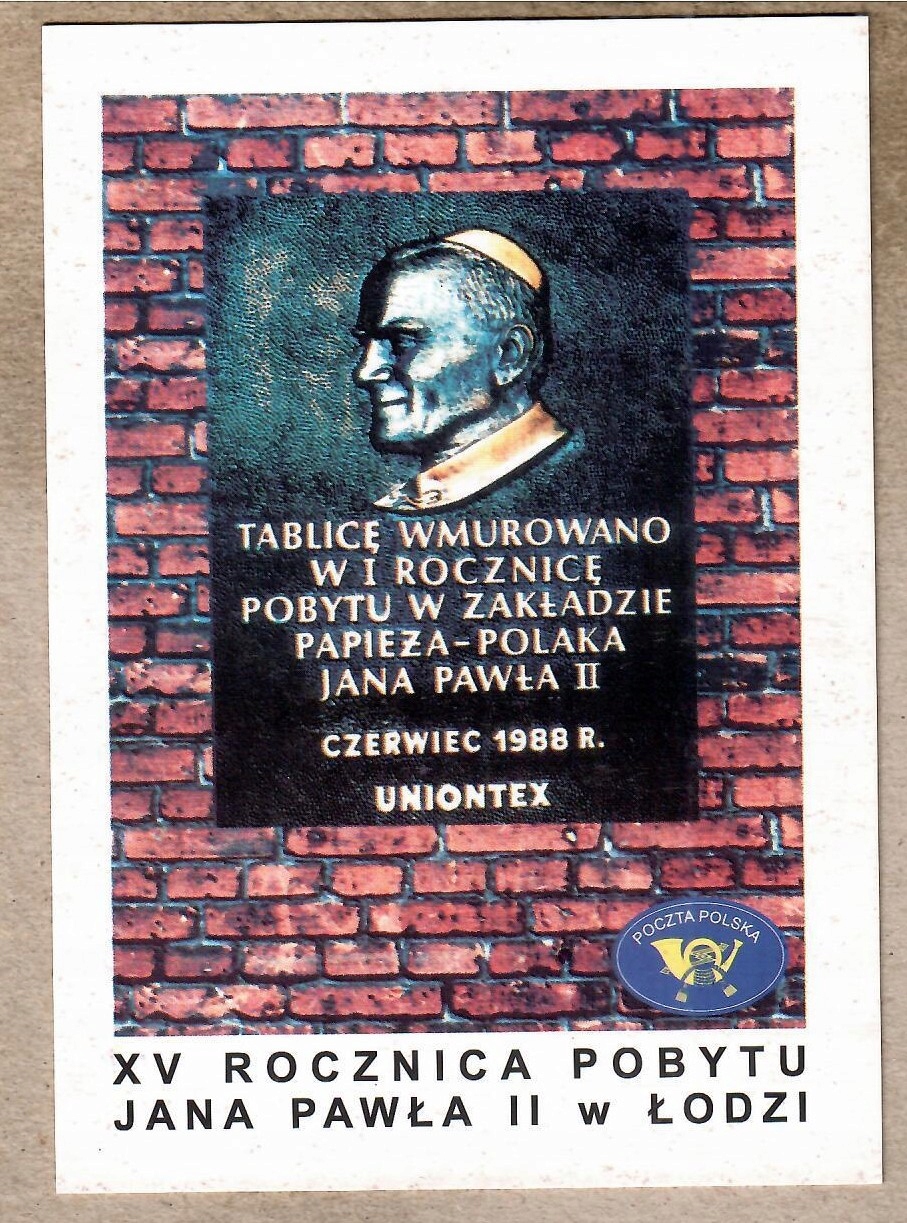 TABLICĘ WMUROWANO
W I ROCZNICĘ
POBYTU W ZAKŁADZIE
PAPIEŻA-POLAKA
JANA PAWŁA II
CZERWIEC 1988 R.
UNIONTEX
POCZTA POLSKA
XV ROCZNICA POBYTU
JANA PAWŁA II w ŁODZI